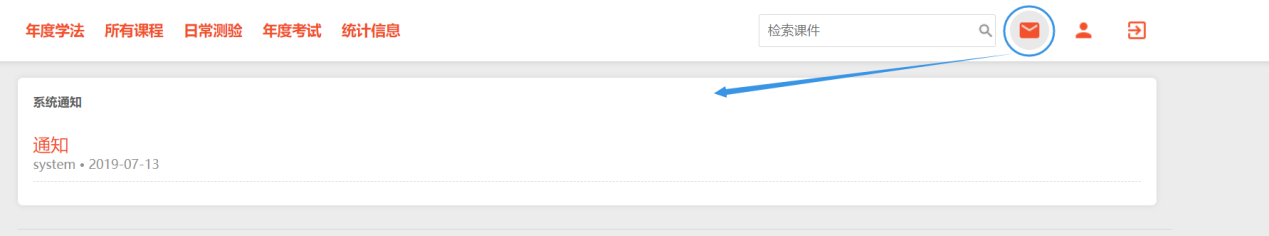 年度学法 所有课程 日常测验 年度考试 统计信息 检索课件
系统通知
通知
system • 2019-07-13